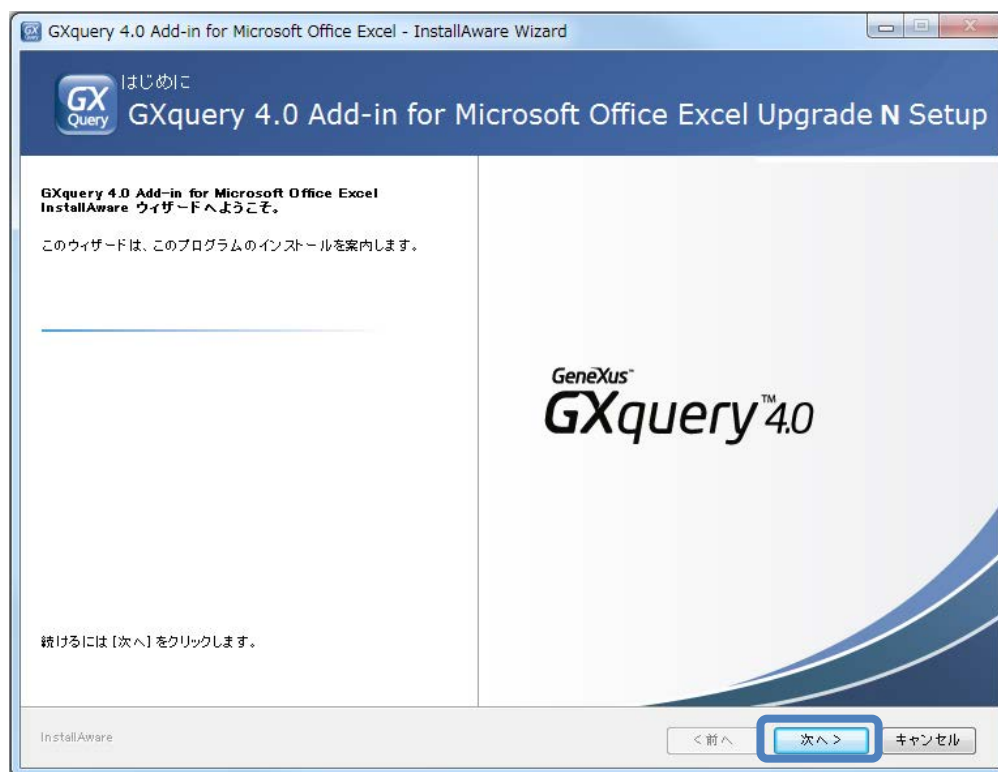 GXquery 4.0 Add-in for Microsoft Office Excel - InstallAware Wizard
GX
Query
はじめに
GXquery 4.0 Add-in for Microsoft Office Excel Upgrade N Setup
GXquery 4.0 Add-in for Microsoft Office Excel
InstallAware ウィザードへようこそ。
このウィザードは、このプログラムのインストールを案内します。
GeneXus™
GXquery™4.0
続けるには [次へ] をクリックします。
InstallAware
<前へ
次へ>
キャンセル